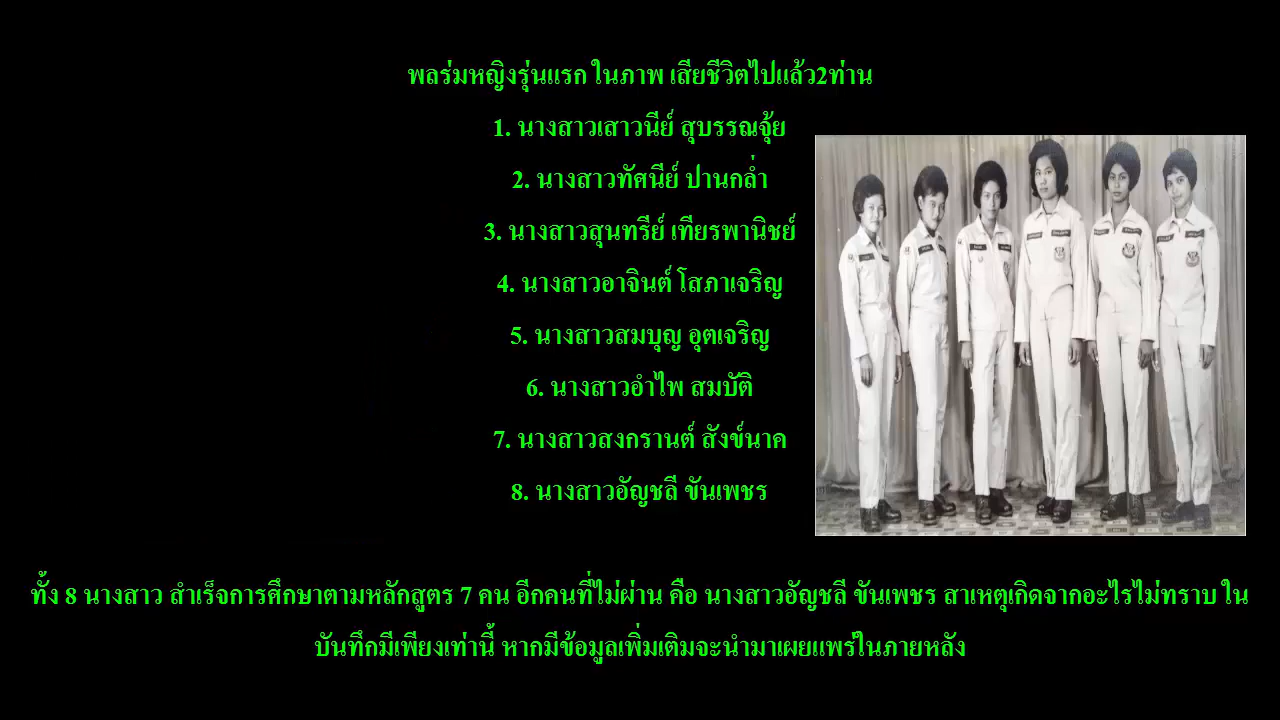 พลร่มหญิงรุ่นแรก ในภาพ เสียชีวิตไปแล้ว2ท่าน
1. นางสาวเสาวนีย์ สุบรรณจุ้ย
2. นางสาวทัศนีย์ ปานกล่ำ
3. นางสาวสุนทรีย์ เทียรพานิชย์
4. นางสาวอาจินต์ โสภาเจริญ
5. นางสาวสมบุญ อุตเจริญ
6. นางสาวอำไพ สมบัติ
7. นางสาวสงกรานต์ สังข์นาค
8. นางสาวอัญชลี ขันเพชร
ทั้ง 8 นางสาว สำเร็จการศึกษาตามหลักสูตร 7 คน อีกคนที่ไม่ผ่าน คือ นางสาวอัญชลี ขันเพชร สาเหตุเกิดจากอะไรไม่ทราบ ใน
บันทึกมีเพียงเท่านี้ หากมีข้อมูลเพิ่มเติมจะนำมาเผยแพร่ในภายหลัง